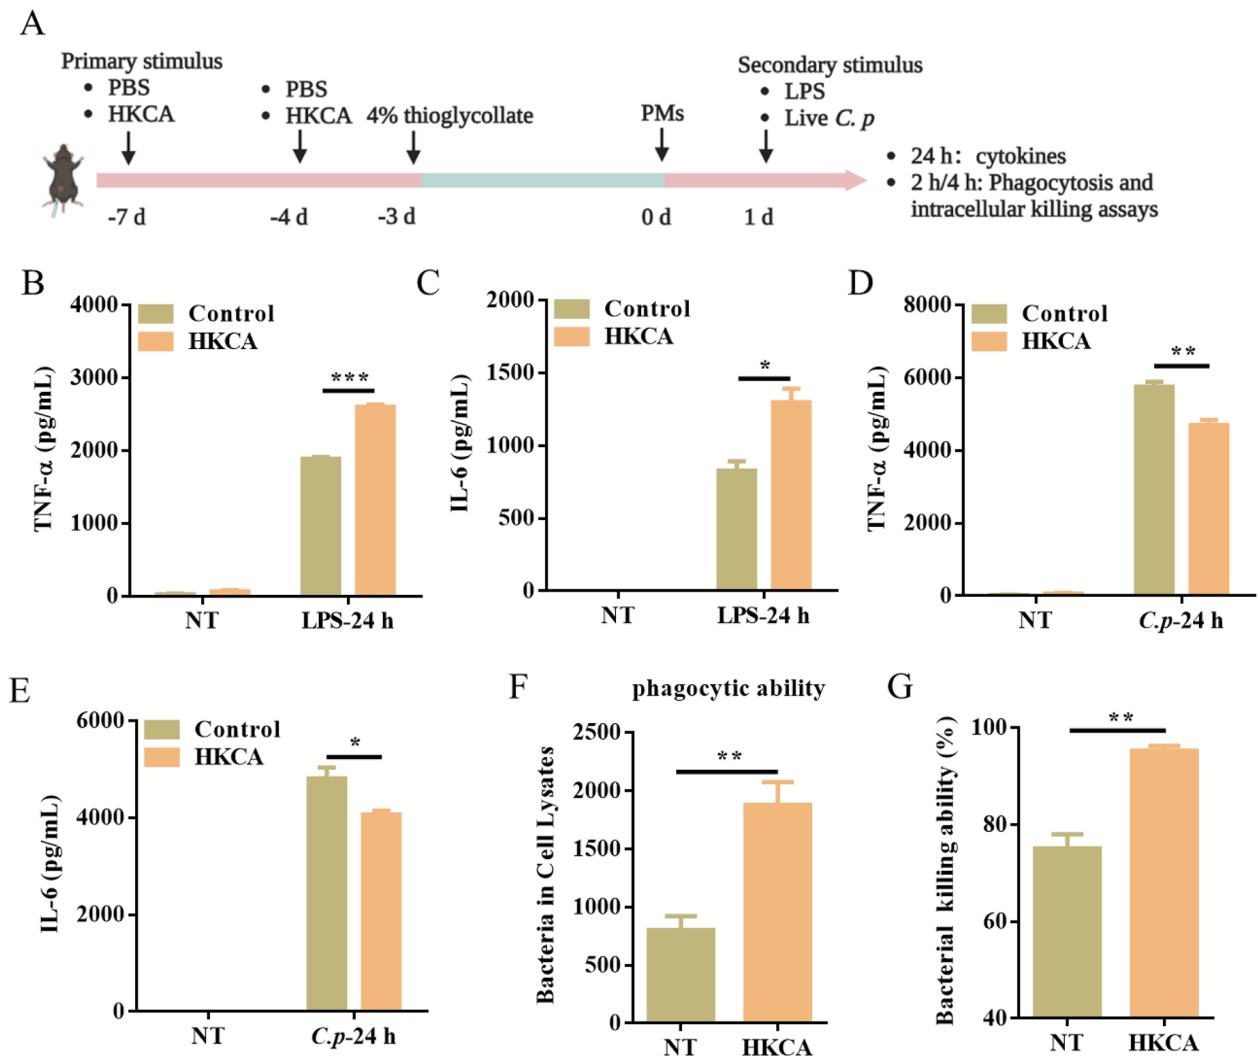 A
Primary stimulus
• PBS
• HKCA
• PBS
• HKCA
4% thioglycollate
PMs
Secondary stimulus
• LPS
• Live C. p
-7 d
-4 d
-3 d
0 d
1 d
• 24 h: cytokines
• 2 h/4 h: Phagocytosis and
intracellular killing assays
B
Control
HKCA
TNF-α (pg/mL)
4000
3000
2000
1000
0
***
NT
LPS-24 h
C
Control
HKCA
IL-6 (pg/mL)
2000
1500
1000
500
0
*
NT
LPS-24 h
D
Control
HKCA
TNF-α (pg/mL)
8000
6000
4000
2000
0
**
NT
C.p-24 h
E
Control
HKCA
IL-6 (pg/mL)
6000
4000
2000
0
*
NT
C.p-24 h
F
phagocytic ability
Bacteria in Cell Lysates
2500
2000
1500
1000
500
0
**
NT
HKCA
G
Bacterial killing ability (%)
100
80
60
40
**
NT
HKCA